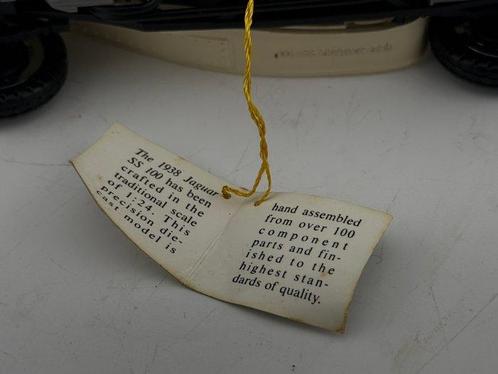 The 1938 Jaguar
SS 100 has been
crafted in the
traditional scale
of 1:24. This
precision die-
cast model is
hand assembled
from over 100
component
parts and fin-
ished to the
highest stan-
dards of quality.